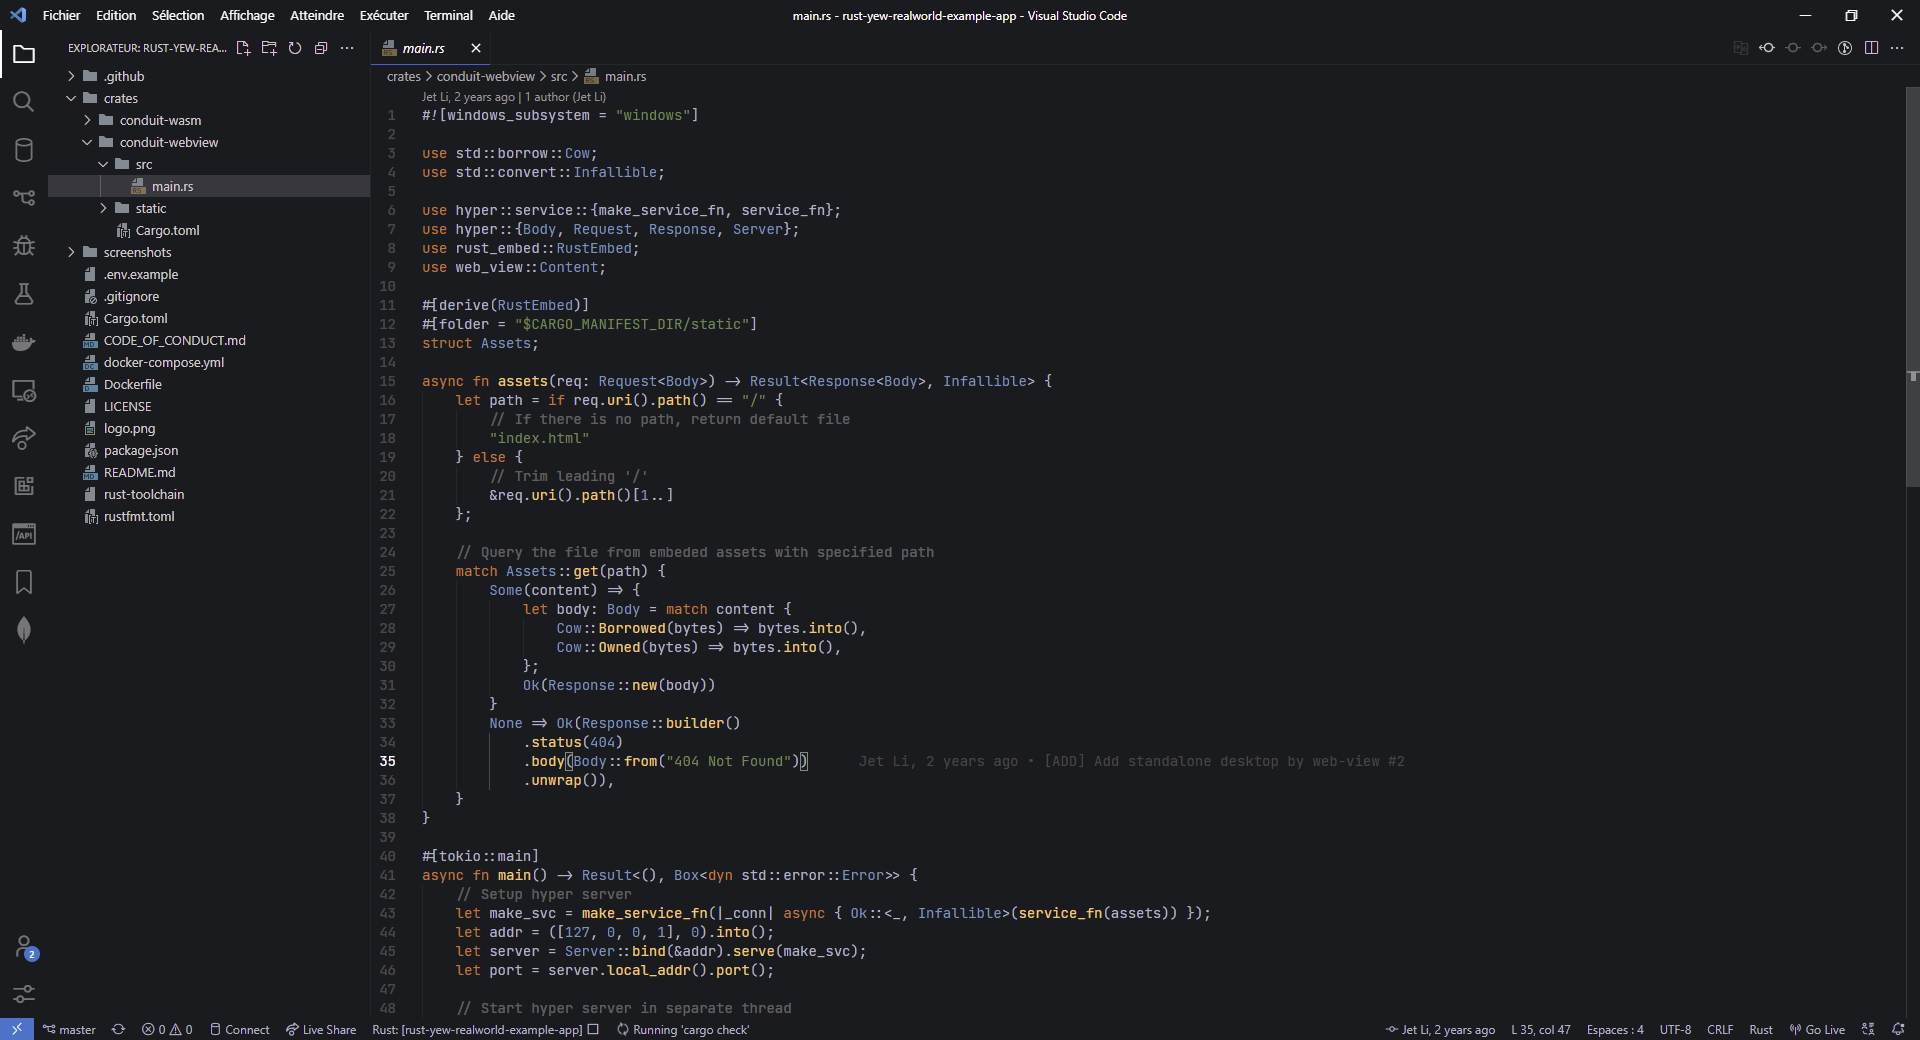 Fichier Edition Sélection Affichage Atteindre Exécuter Terminal Aide
main.rs - rust-yew-realworld-example-app - Visual Studio Code
EXPLORATEUR: RUST-YEW-REA...
.github
crates
conduit-wasm
conduit-webview
src
main.rs
static
Cargo.toml
screenshots
.env.example
.gitignore
Cargo.toml
CODE_OF_CONDUCT.md
docker-compose.yml
Dockerfile
LICENSE
logo.png
package.json
README.md
rust-toolchain
rustfmt.toml
main.rs
crates > conduit-webview > src > main.rs
Jet Li, 2 years ago | 1 author (Jet Li)
1 #![windows_subsystem = "windows"]
2
3 use std::borrow::Cow;
4 use std::convert::Infallible;
5
6 use hyper::service::{make_service_fn, service_fn};
7 use hyper::{Body, Request, Response, Server};
8 use rust_embed::RustEmbed;
9 use web_view::Content;
10
11 #[derive(RustEmbed)]
12 #[folder = "$CARGO_MANIFEST_DIR/static"]
13 struct Assets;
14
15 async fn assets(req: Request<Body>) -> Result<Response<Body>, Infallible> {
16 let path = if req.uri().path() == "/" {
17 // If there is no path, return default file
18 "index.html"
19 } else {
20 // Trim leading '/'
21 &req.uri().path()[1..]
22 };
23
24 // Query the file from embeded assets with specified path
25 match Assets::get(path) {
26 Some(content) => {
27 let body: Body = match content {
28 Cow::Borrowed(bytes) => bytes.into(),
29 Cow::Owned(bytes) => bytes.into(),
30 };
31 Ok(Response::new(body))
32 }
33 None => Ok(Response::builder()
34 .status(404)
35 .body(Body::from("404 Not Found")) Jet Li, 2 years ago • [ADD] Add standalone desktop by web-view #2
36 .unwrap()),
37 }
38 }
39
40 #[tokio::main]
41 async fn main() -> Result<(), Box<dyn std::error::Error>> {
42 // Setup hyper server
43 let make_svc = make_service_fn(|_conn| async { Ok::<_, Infallible>(service_fn(assets)) });
44 let addr = ([127, 0, 0, 1], 0).into();
45 let server = Server::bind(&addr).serve(make_svc);
46 let port = server.local_addr().port();
47
48 // Start hyper server in separate thread
/API
2
master 0 0 Connect Live Share Rust: [rust-yew-realworld-example-app] Running 'cargo check' Jet Li, 2 years ago L 35, col 47 Espaces : 4 UTF-8 CRLF Rust Go Live